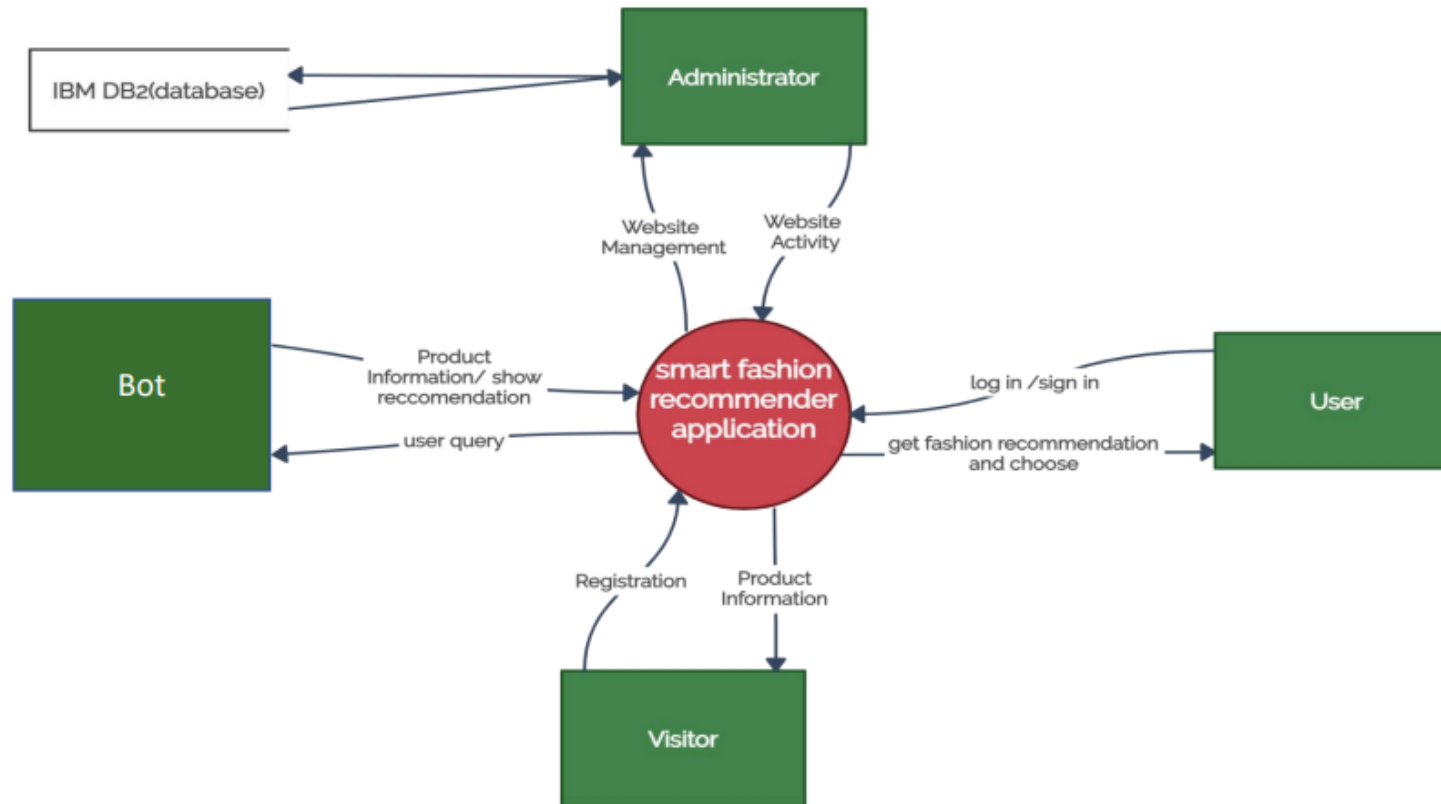 Administrator
IBM DB2(database)
Website
Management
Website
Activity
Bot
Product
Information/ show
reccomendation
user query
smart fashion
recommender
application
log in /sign in
get fashion recommendation
and choose
User
Registration
Product
Information
Visitor